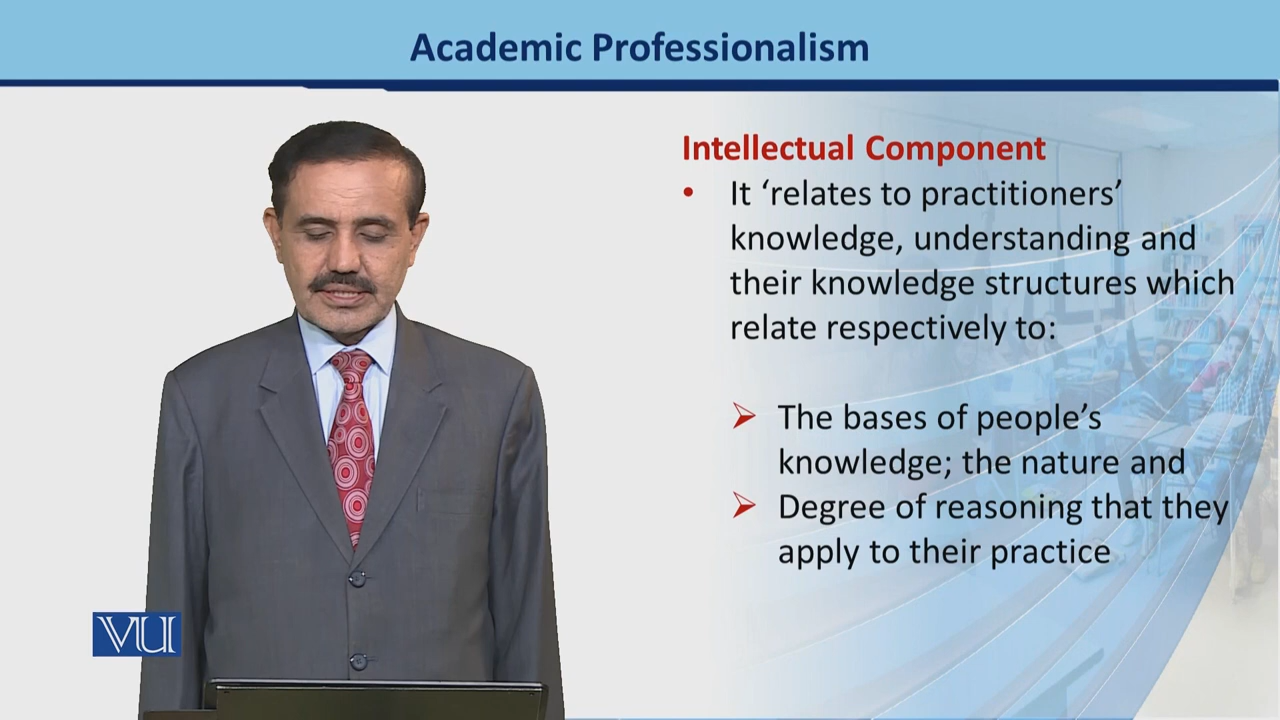 Academic Professionalism
Intellectual Component
• It ‘relates to practitioners’
knowledge, understanding and
their knowledge structures which
relate respectively to:
➢ The bases of people’s
knowledge; the nature and
➢ Degree of reasoning that they
apply to their practice
VU